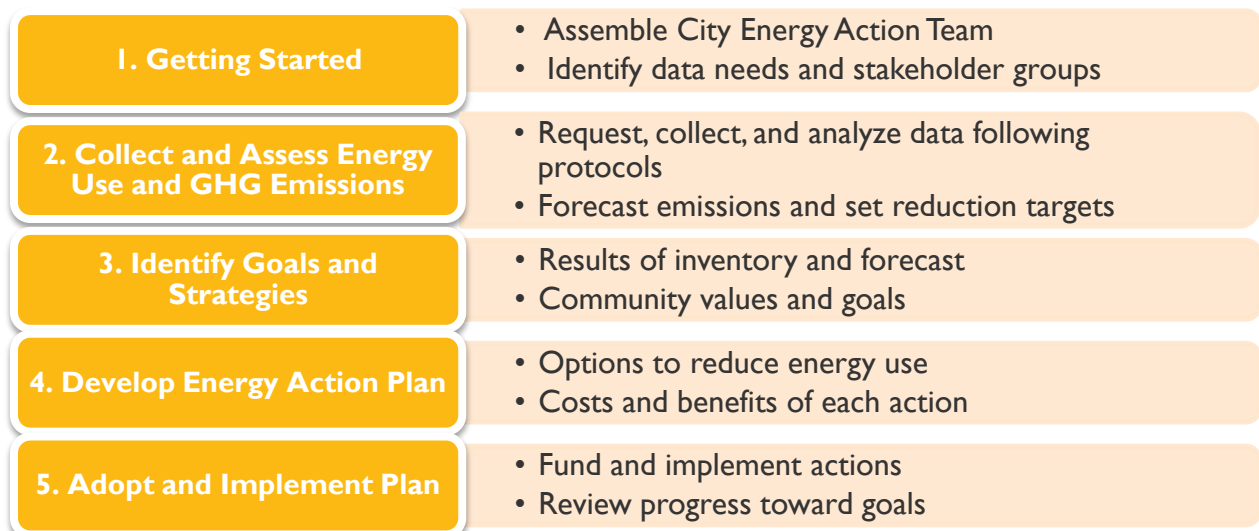 1. Getting Started
• Assemble City Energy Action Team
• Identify data needs and stakeholder groups
2. Collect and Assess Energy
Use and GHG Emissions
• Request, collect, and analyze data following
protocols
• Forecast emissions and set reduction targets
3. Identify Goals and
Strategies
• Results of inventory and forecast
• Community values and goals
4. Develop Energy Action Plan
• Options to reduce energy use
• Costs and benefits of each action
5. Adopt and Implement Plan
• Fund and implement actions
• Review progress toward goals